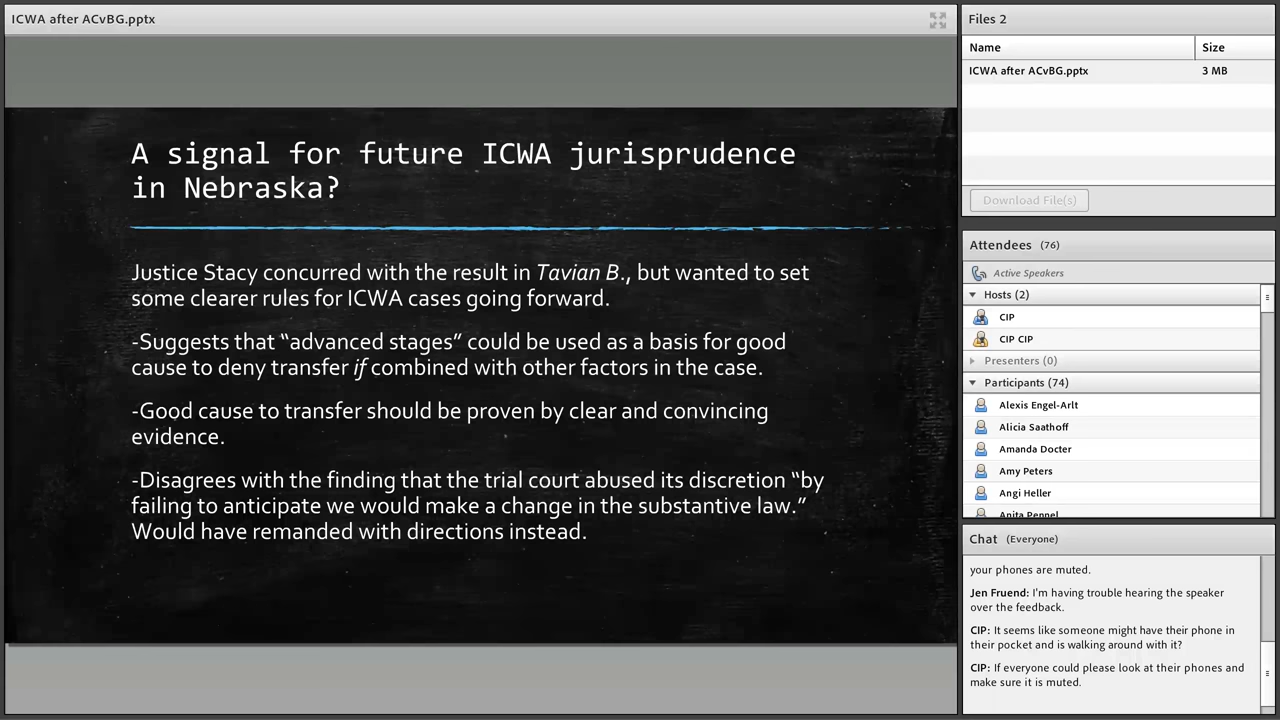 ICWA after ACvBG.pptx
A signal for future ICWA jurisprudence
in Nebraska?
Justice Stacy concurred with the result in Tavian B., but wanted to set
some clearer rules for ICWA cases going forward.
-Suggests that “advanced stages” could be used as a basis for good
cause to deny transfer if combined with other factors in the case.
-Good cause to transfer should be proven by clear and convincing
evidence.
-Disagrees with the finding that the trial court abused its discretion “by
failing to anticipate we would make a change in the substantive law.”
Would have remanded with directions instead.
Files 2
Name Size
ICWA after ACvBG.pptx 3 MB
Download File(s)
Attendees (76)
Active Speakers
Hosts (2)
CIP
CIP CIP
Presenters (0)
Participants (74)
Alexis Engel-Arlt
Alicia Saathoff
Amanda Docter
Amy Peters
Angi Heller
Anita Peppel
Chat (Everyone)
your phones are muted.
Jen Fruend: I'm having trouble hearing the speaker
over the feedback.
CIP: It seems like someone might have their phone in
their pocket and is walking around with it?
CIP: If everyone could please look at their phones and
make sure it is muted.